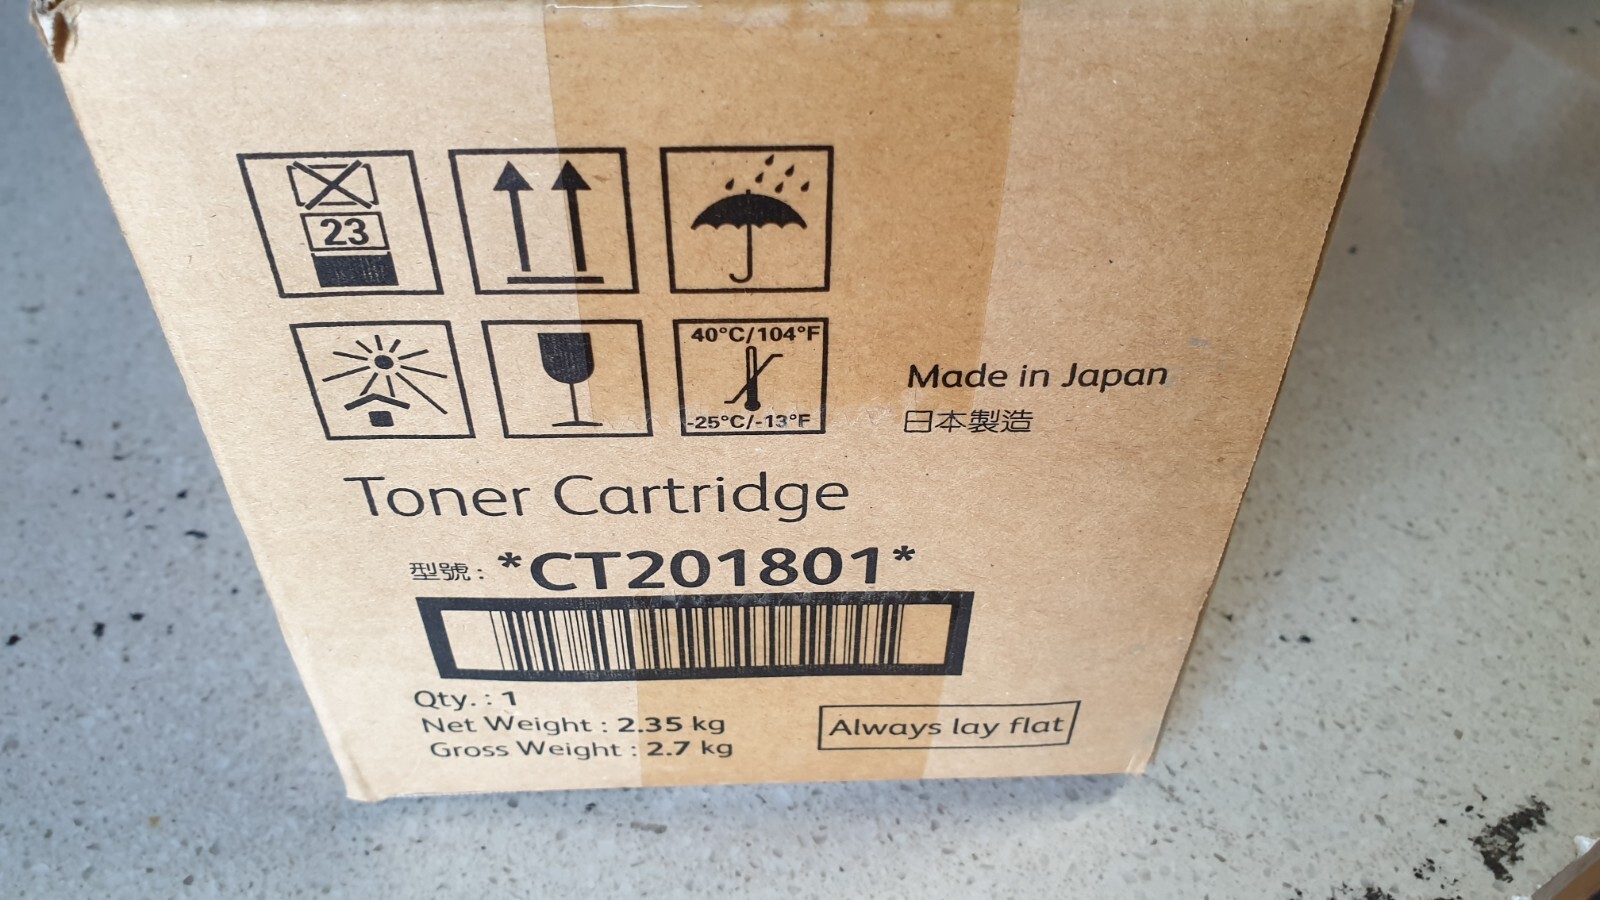 23
40°C/104°F
-25°C/-13°F
Made in Japan
日本製造
Toner Cartridge
型號: *CT201801*
Qty. : 1
Net Weight : 2.35 kg
Gross Weight : 2.7 kg
Always lay flat